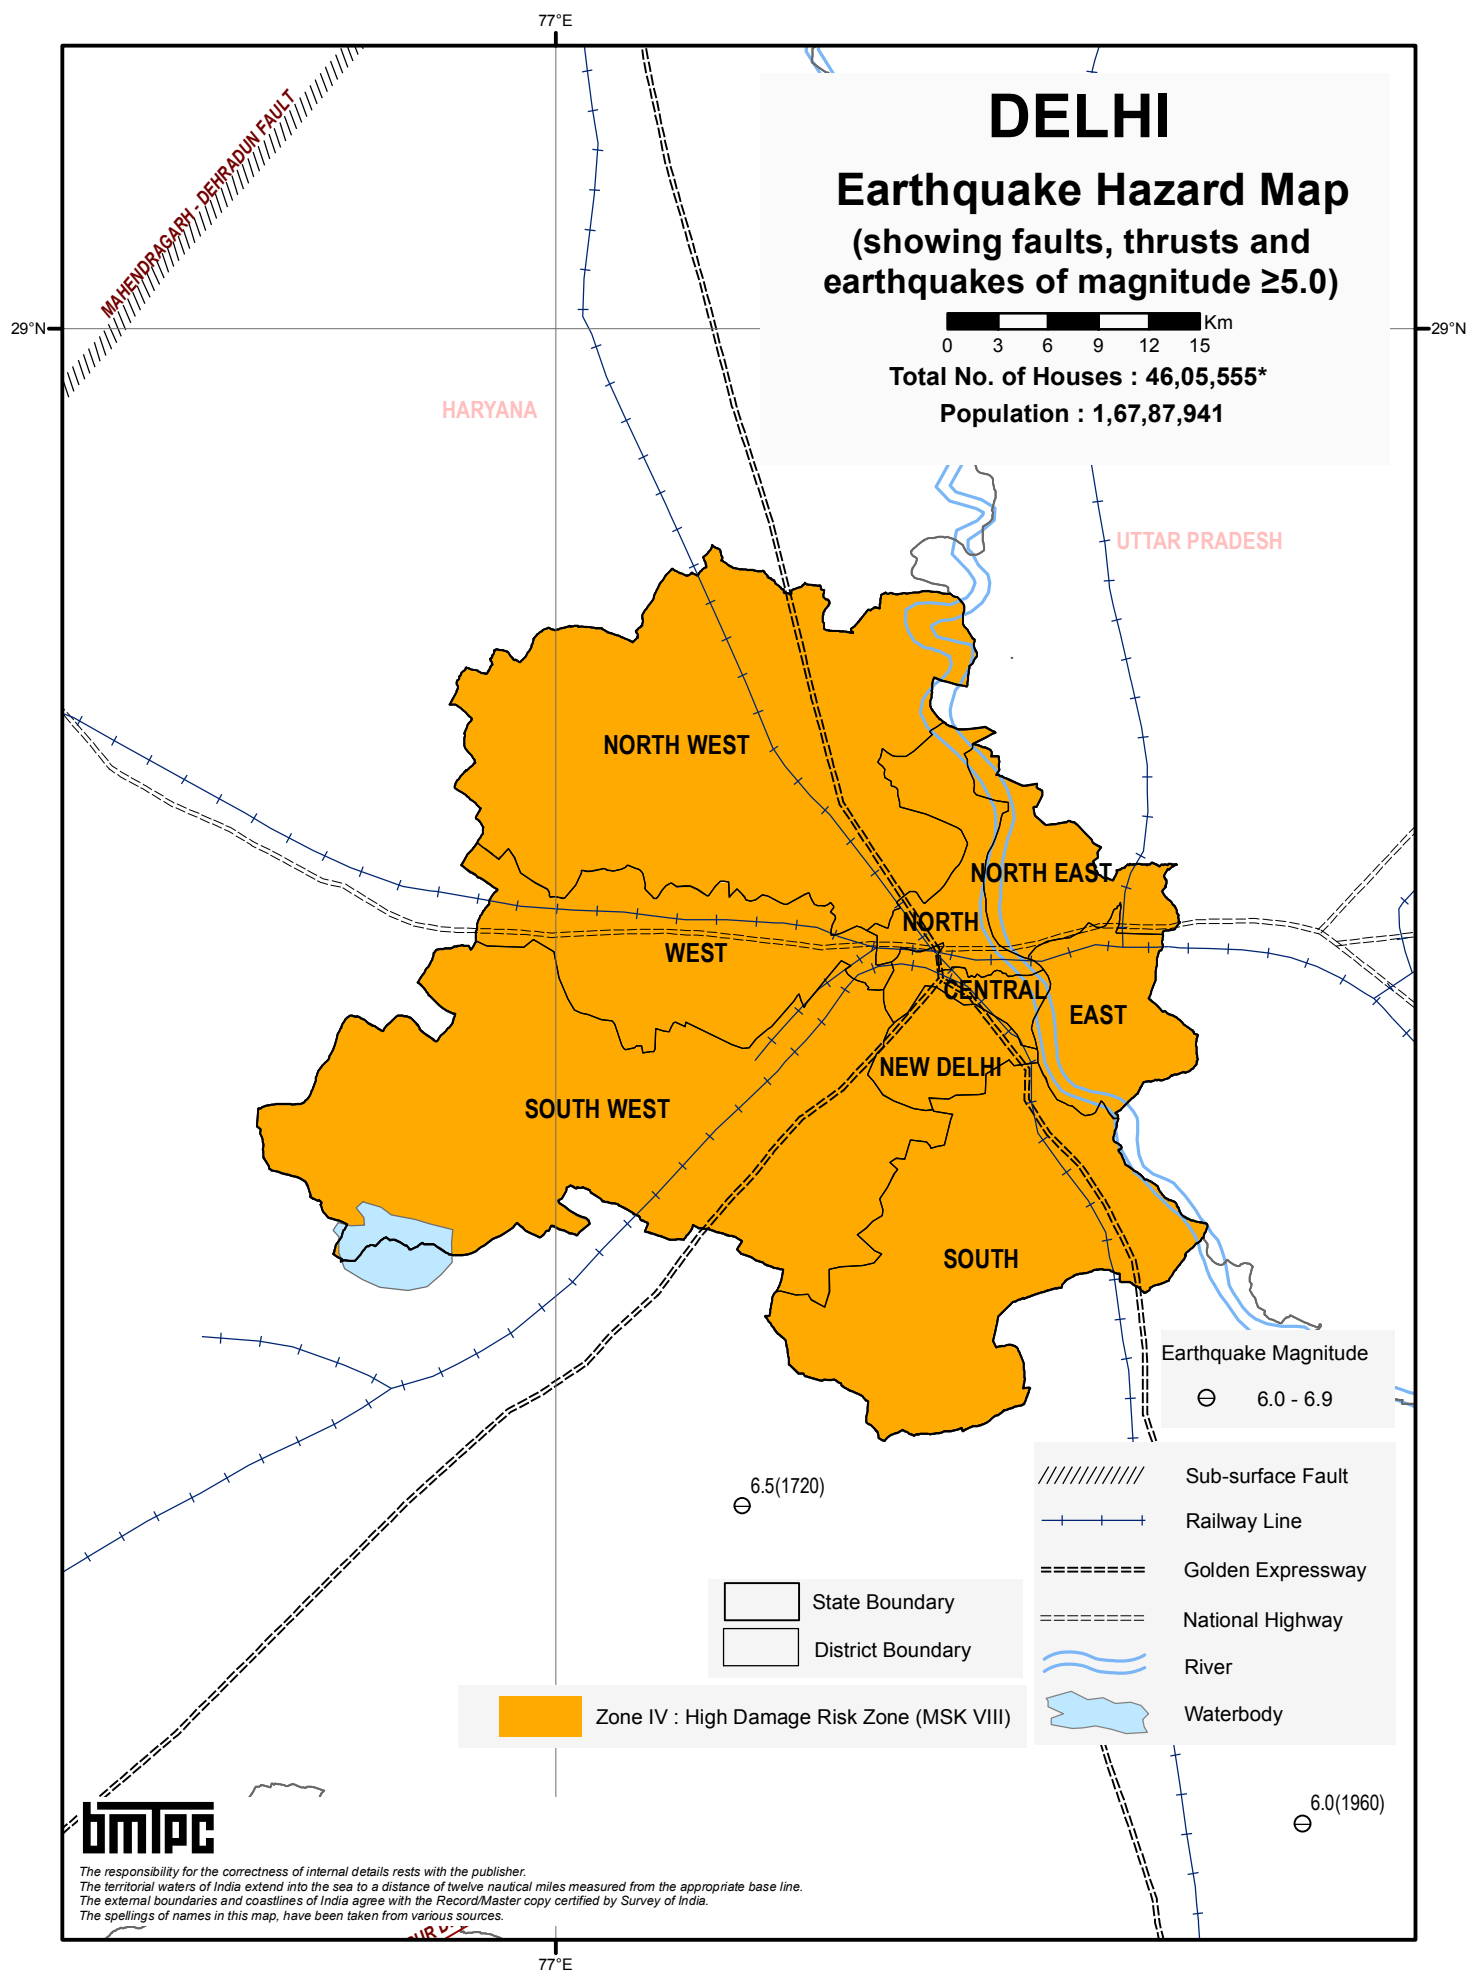 77°E
DELHI
Earthquake Hazard Map
(showing faults, thrusts and
earthquakes of magnitude ≥5.0)
Km
0 3 6 9 12 15
Total No. of Houses : 46,05,555*
Population : 1,67,87,941
MAHENDRAGARH - DEHRADUN FAULT
29°N
29°N
HARYANA
UTTAR PRADESH
NORTH WEST
NORTH EAST
NORTH
WEST
CENTRAL
EAST
NEW DELHI
SOUTH WEST
SOUTH
Earthquake Magnitude
6.0 - 6.9
6.5(1720)
Sub-surface Fault
Railway Line
Golden Expressway
National Highway
River
Waterbody
State Boundary
District Boundary
Zone IV : High Damage Risk Zone (MSK VIII)
6.0(1960)
bmTpc
The responsibility for the correctness of internal details rests with the publisher.
The territorial waters of India extend into the sea to a distance of twelve nautical miles measured from the appropriate base line.
The external boundaries and coastlines of India agree with the Record/Master copy certified by Survey of India.
The spellings of names in this map, have been taken from various sources.
77°E